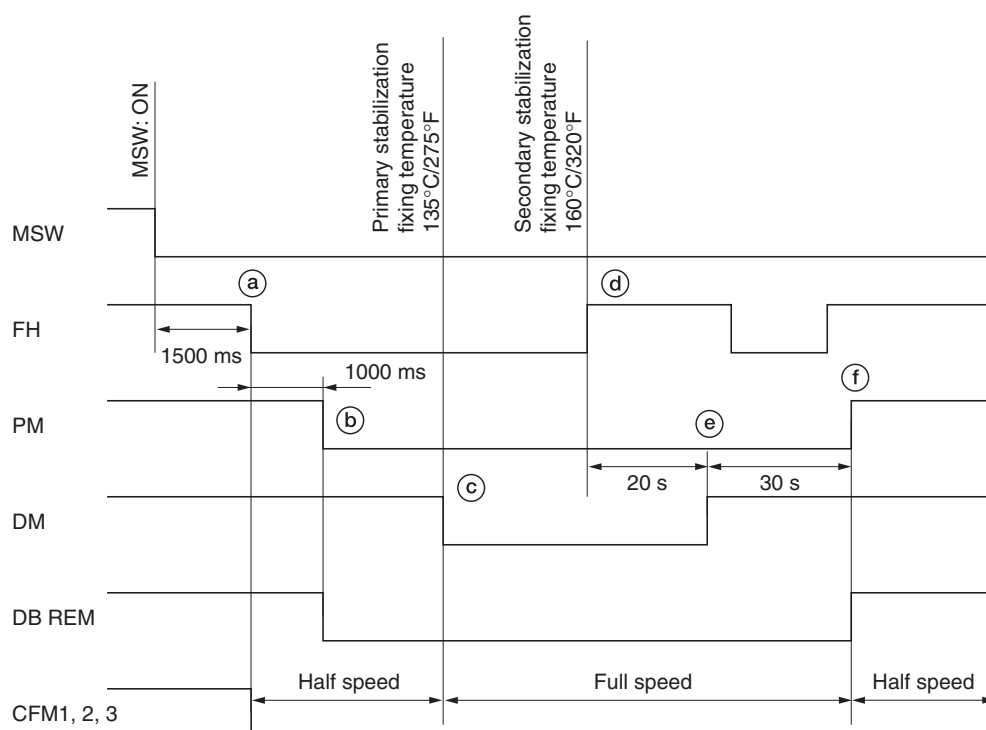 MSW: ON
Primary stabilization
fixing temperature
135°C/275°F
Secondary stabilization
fixing temperature
160°C/320°F
MSW
a
d
FH
1500 ms
1000 ms
f
PM
b
e
20 s
30 s
c
DM
DB REM
Half speed
Full speed
Half speed
CFM1, 2, 3